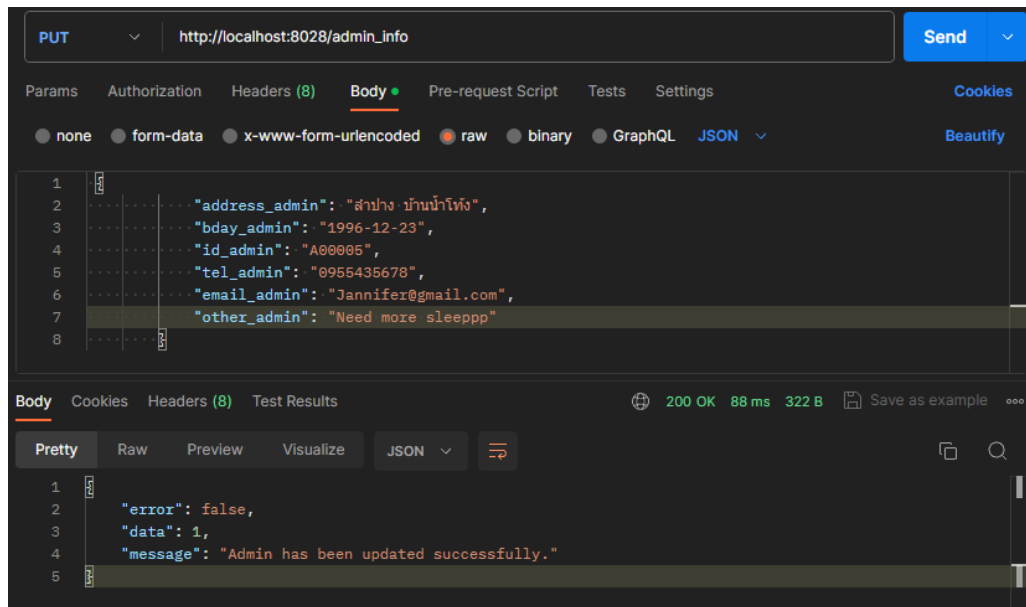 PUT http://localhost:8028/admin_info Send
Params Authorization Headers (8) Body Pre-request Script Tests Settings Cookies
none form-data x-www-form-urlencoded raw binary GraphQL JSON Beautify
1 {
2 "address_admin": "ลำปาง บ้านน้ำโท้ง",
3 "bday_admin": "1996-12-23",
4 "id_admin": "A00005",
5 "tel_admin": "0955435678",
6 "email_admin": "Jannifer@gmail.com",
7 "other_admin": "Need more sleeppp"
8 }
Body Cookies Headers (8) Test Results 200 OK 88 ms 322 B Save as example
Pretty Raw Preview Visualize JSON
1 {
2 "error": false,
3 "data": 1,
4 "message": "Admin has been updated successfully."
5 }